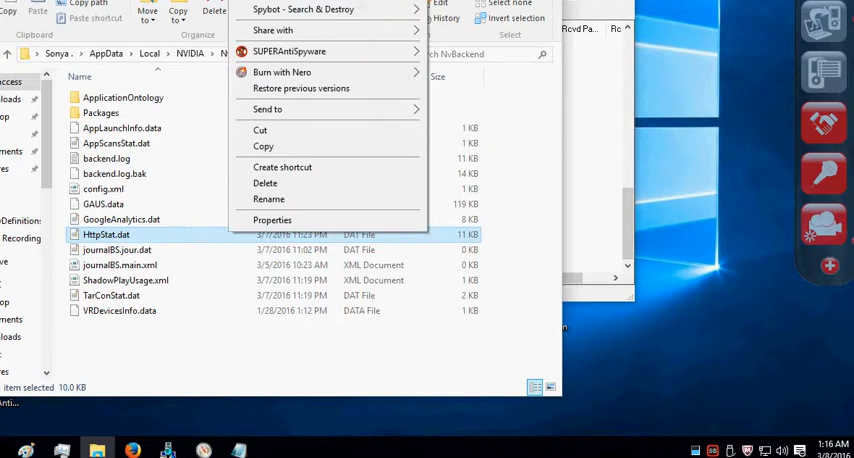 Copy
Paste
Copy path
Paste shortcut
Clipboard
Move to
Copy to
Delete
Organize
Edit
History
Select none
Invert selection
Select
Sonya . > AppData > Local > NVIDIA >
NvBackend
Size
access
ApplicationOntology
Packages
AppLaunchInfo.data
1 KB
AppScansStat.dat
1 KB
backend.log
11 KB
backend.log.bak
14 KB
config.xml
1 KB
GAUS.data
119 KB
GoogleAnalytics.dat
8 KB
HttpStat.dat
3/7/2016 11:23 PM
DAT File
11 KB
journalBS.jour.dat
3/7/2016 11:02 PM
DAT File
0 KB
journalBS.main.xml
3/5/2016 10:23 AM
XML Document
0 KB
ShadowPlayUsage.xml
3/7/2016 11:19 PM
XML Document
1 KB
TarConStat.dat
3/7/2016 11:19 PM
DAT File
2 KB
VRDevicesInfo.data
1/28/2016 1:12 PM
DATA File
1 KB
Spybot - Search & Destroy
Share with
SUPERAntiSpyware
Burn with Nero
Restore previous versions
Send to
Cut
Copy
Create shortcut
Delete
Rename
Properties
Definitions
Recording
item selected 10.0 KB
Anti...
Rcvd Pa...
Rc
1:16 AM
3/8/2016